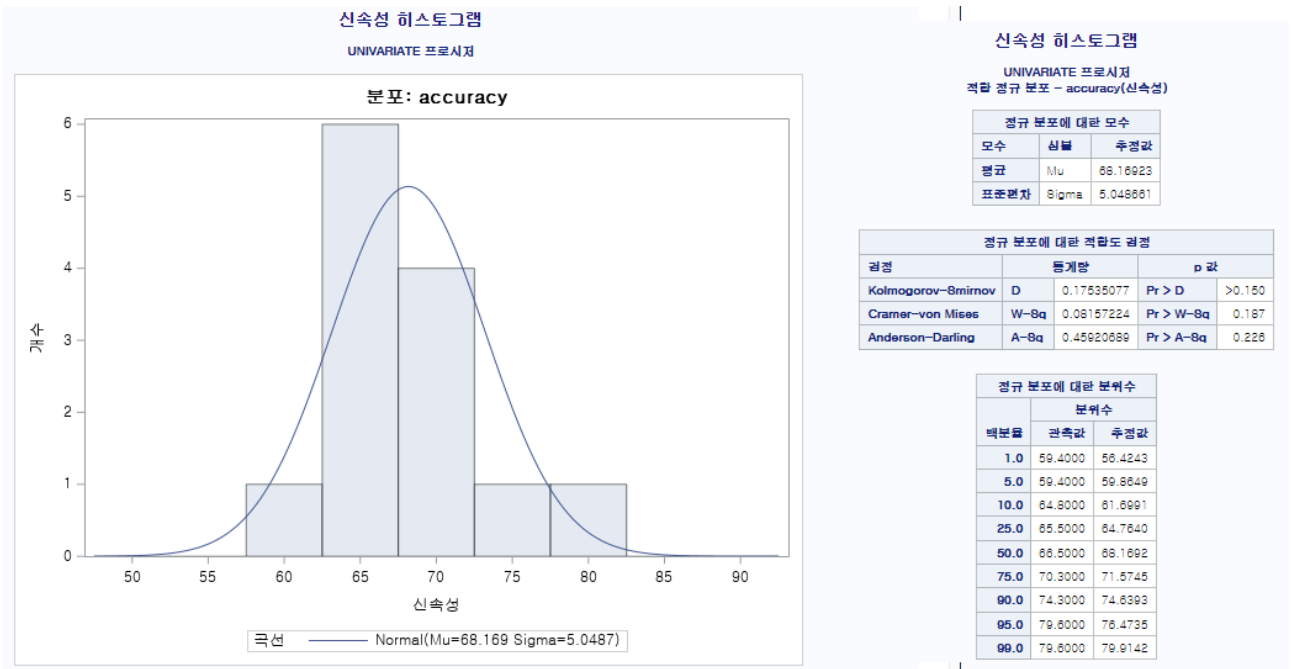 신속성 히스토그램
UNIVARIATE 프로시저
분포: accuracy
6
5
4
3
2
1
0
개수
50 55 60 65 70 75 80 85 90
신속성
곡선 Normal(Mu=68.169 Sigma=5.0487)
신속성 히스토그램
UNIVARIATE 프로시저
적합 정규 분포 - accuracy(신속성)
정규 분포에 대한 모수
모수 심볼 추정값
평균 Mu 68.16923
표준편차 Sigma 5.048661
정규 분포에 대한 적합도 검정
검정 통계량 p 값
Kolmogorov-Smirnov D 0.17535077 Pr > D >0.150
Cramer-von Mises W-Sq 0.08157224 Pr > W-Sq 0.187
Anderson-Darling A-Sq 0.45920689 Pr > A-Sq 0.226
정규 분포에 대한 분위수
분위수
백분율 관측값 추정값
1.0 59.4000 56.4243
5.0 59.4000 59.8649
10.0 64.8000 61.6991
25.0 65.5000 64.7640
50.0 66.5000 68.1692
75.0 70.3000 71.5745
90.0 74.3000 74.6393
95.0 79.6000 76.4735
99.0 79.6000 79.9142